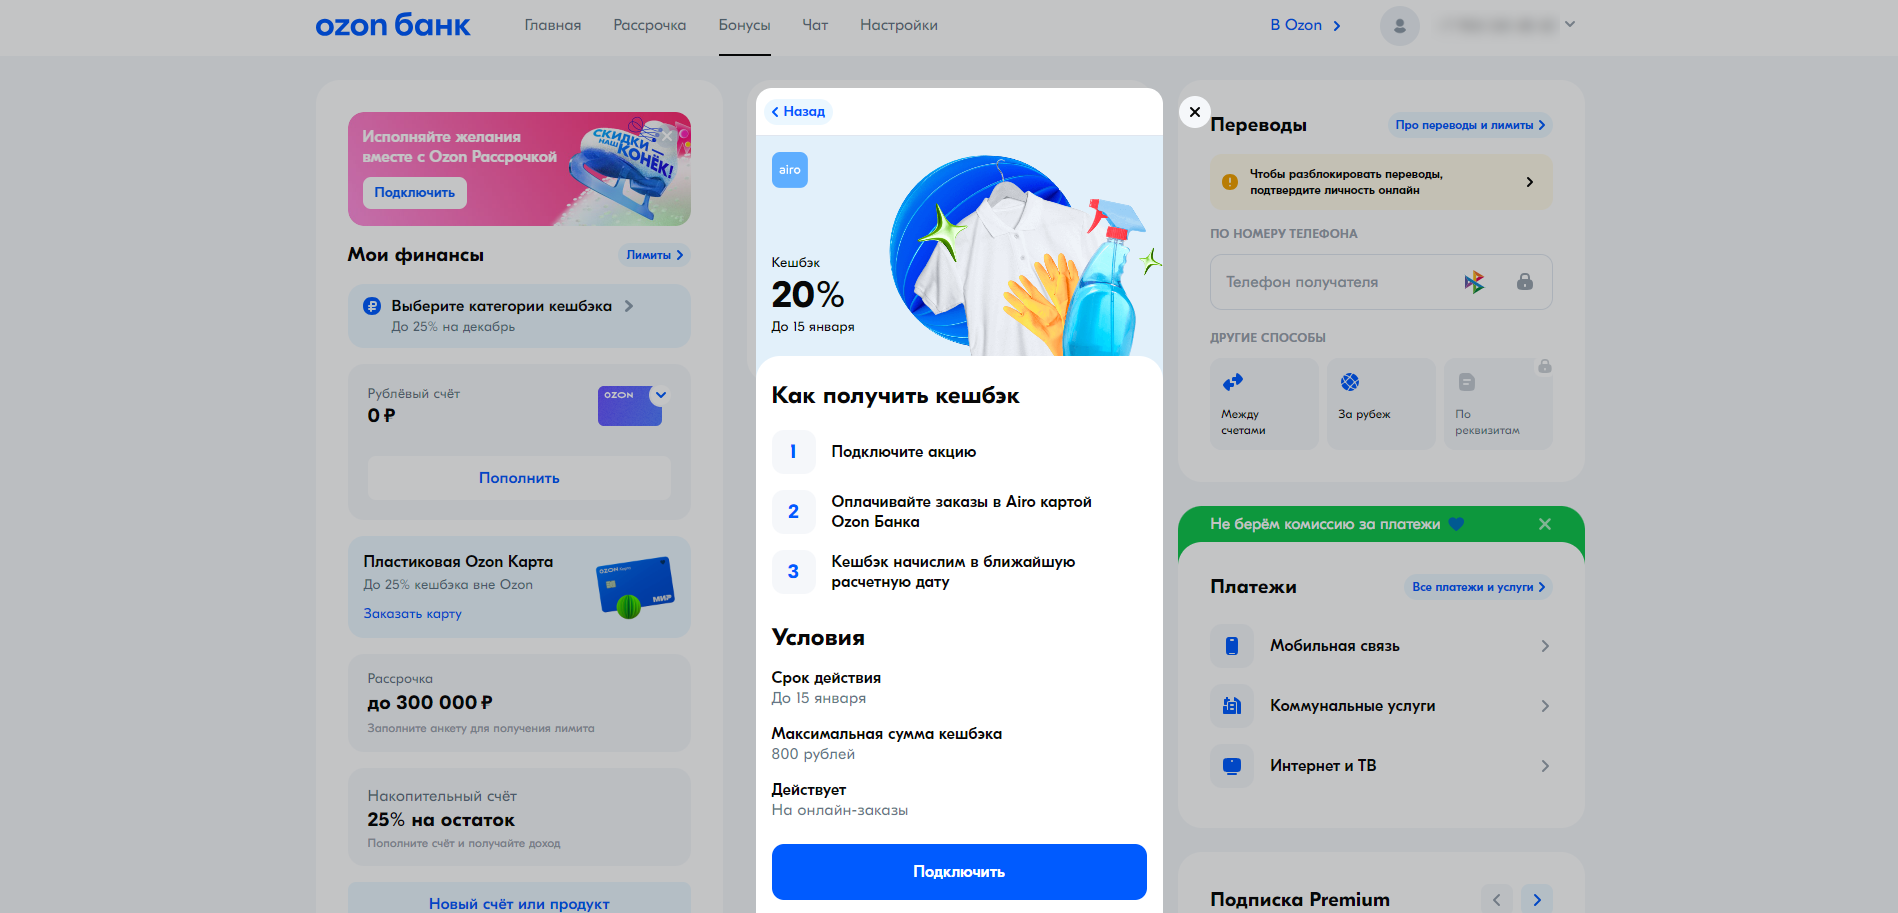 ozon банк
Главная
Рассрочка
Бонусы
Чат
Настройки
В Ozon
Исполняйте желания
вместе с Ozon Рассрочкой
СКИДКИ
НАШ
КОНЁК!
Подключить
Мои финансы
Лимиты
Выберите категории кешбэка
До 25% на декабрь
Рублёвый счёт
0 ₽
OZON
Пополнить
Пластиковая Ozon Карта
До 25% кешбэка вне Ozon
Заказать карту
OZON Карта
МИР
Рассрочка
до 300 000 ₽
Заполните анкету для получения лимита
Накопительный счёт
25% на остаток
Пополните счёт и получайте доход
Новый счёт или продукт
Назад
airo
Кешбэк
20%
До 15 января
Как получить кешбэк
1
Подключите акцию
2
Оплачивайте заказы в Airo картой
Ozon Банка
3
Кешбэк начислим в ближайшую
расчетную дату
Условия
Срок действия
До 15 января
Максимальная сумма кешбэка
800 рублей
Действует
На онлайн-заказы
Подключить
Переводы
Про переводы и лимиты
Чтобы разблокировать переводы,
подтвердите личность онлайн
ПО НОМЕРУ ТЕЛЕФОНА
Телефон получателя
ДРУГИЕ СПОСОБЫ
Между
счетами
За рубеж
По
реквизитам
Не берём комиссию за платежи
Платежи
Все платежи и услуги
Мобильная связь
Коммунальные услуги
Интернет и ТВ
Подписка Premium